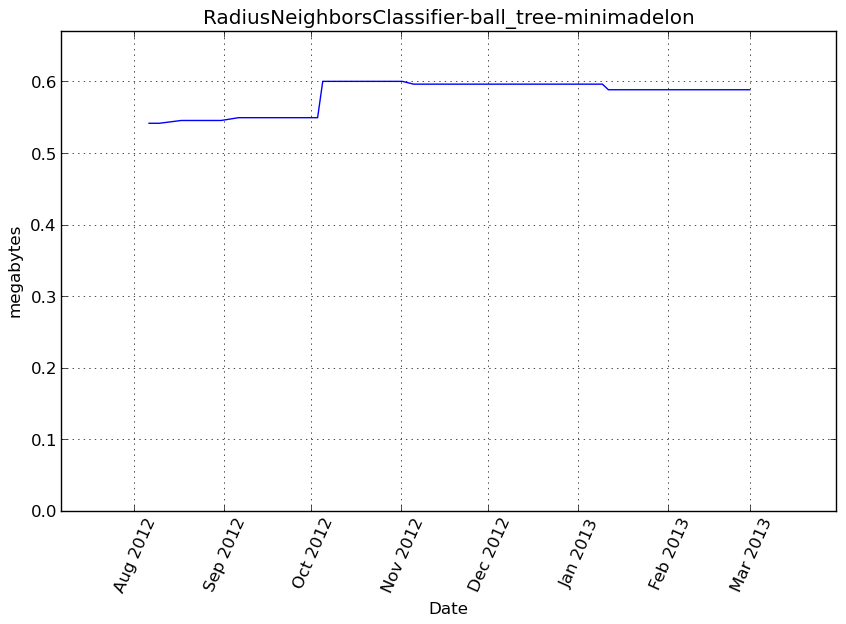 RadiusNeighborsClassifier-ball_tree-minimadelon
0.6
0.5
0.4
0.3
0.2
0.1
0.0
megabytes
Aug 2012
Sep 2012
Oct 2012
Nov 2012
Dec 2012
Jan 2013
Feb 2013
Mar 2013
Date